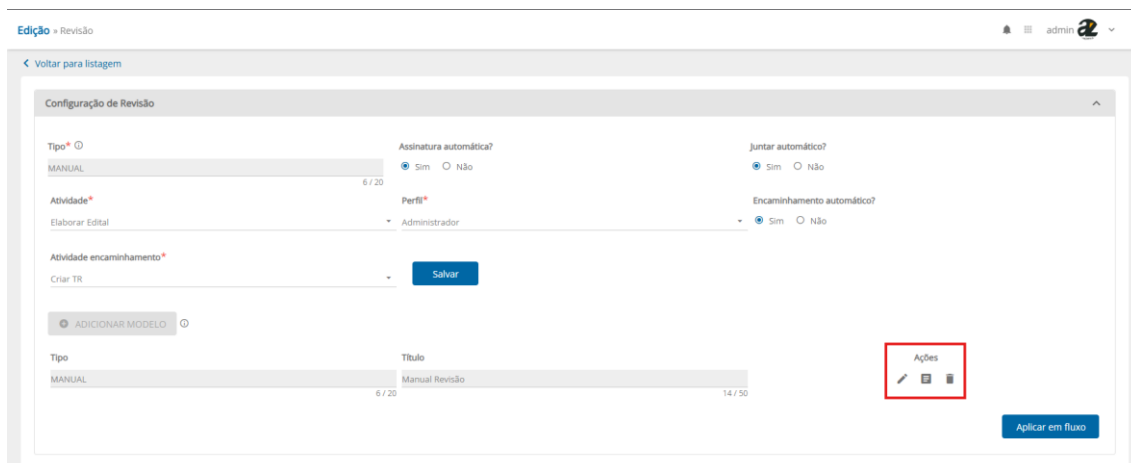 Edição » Revisão admin
Voltar para listagem
Configuração de Revisão
Tipo* Assinatura automática? Juntar automático?
MANUAL Sim Não Sim Não
6 / 20
Atividade* Perfil* Encaminhamento automático?
Elaborar Edital Administrador Sim Não
Atividade encaminhamento*
Criar TR Salvar
ADICIONAR MODELO
Tipo Título Ações
MANUAL Manual Revisão
6 / 20 14 / 50
Aplicar em fluxo